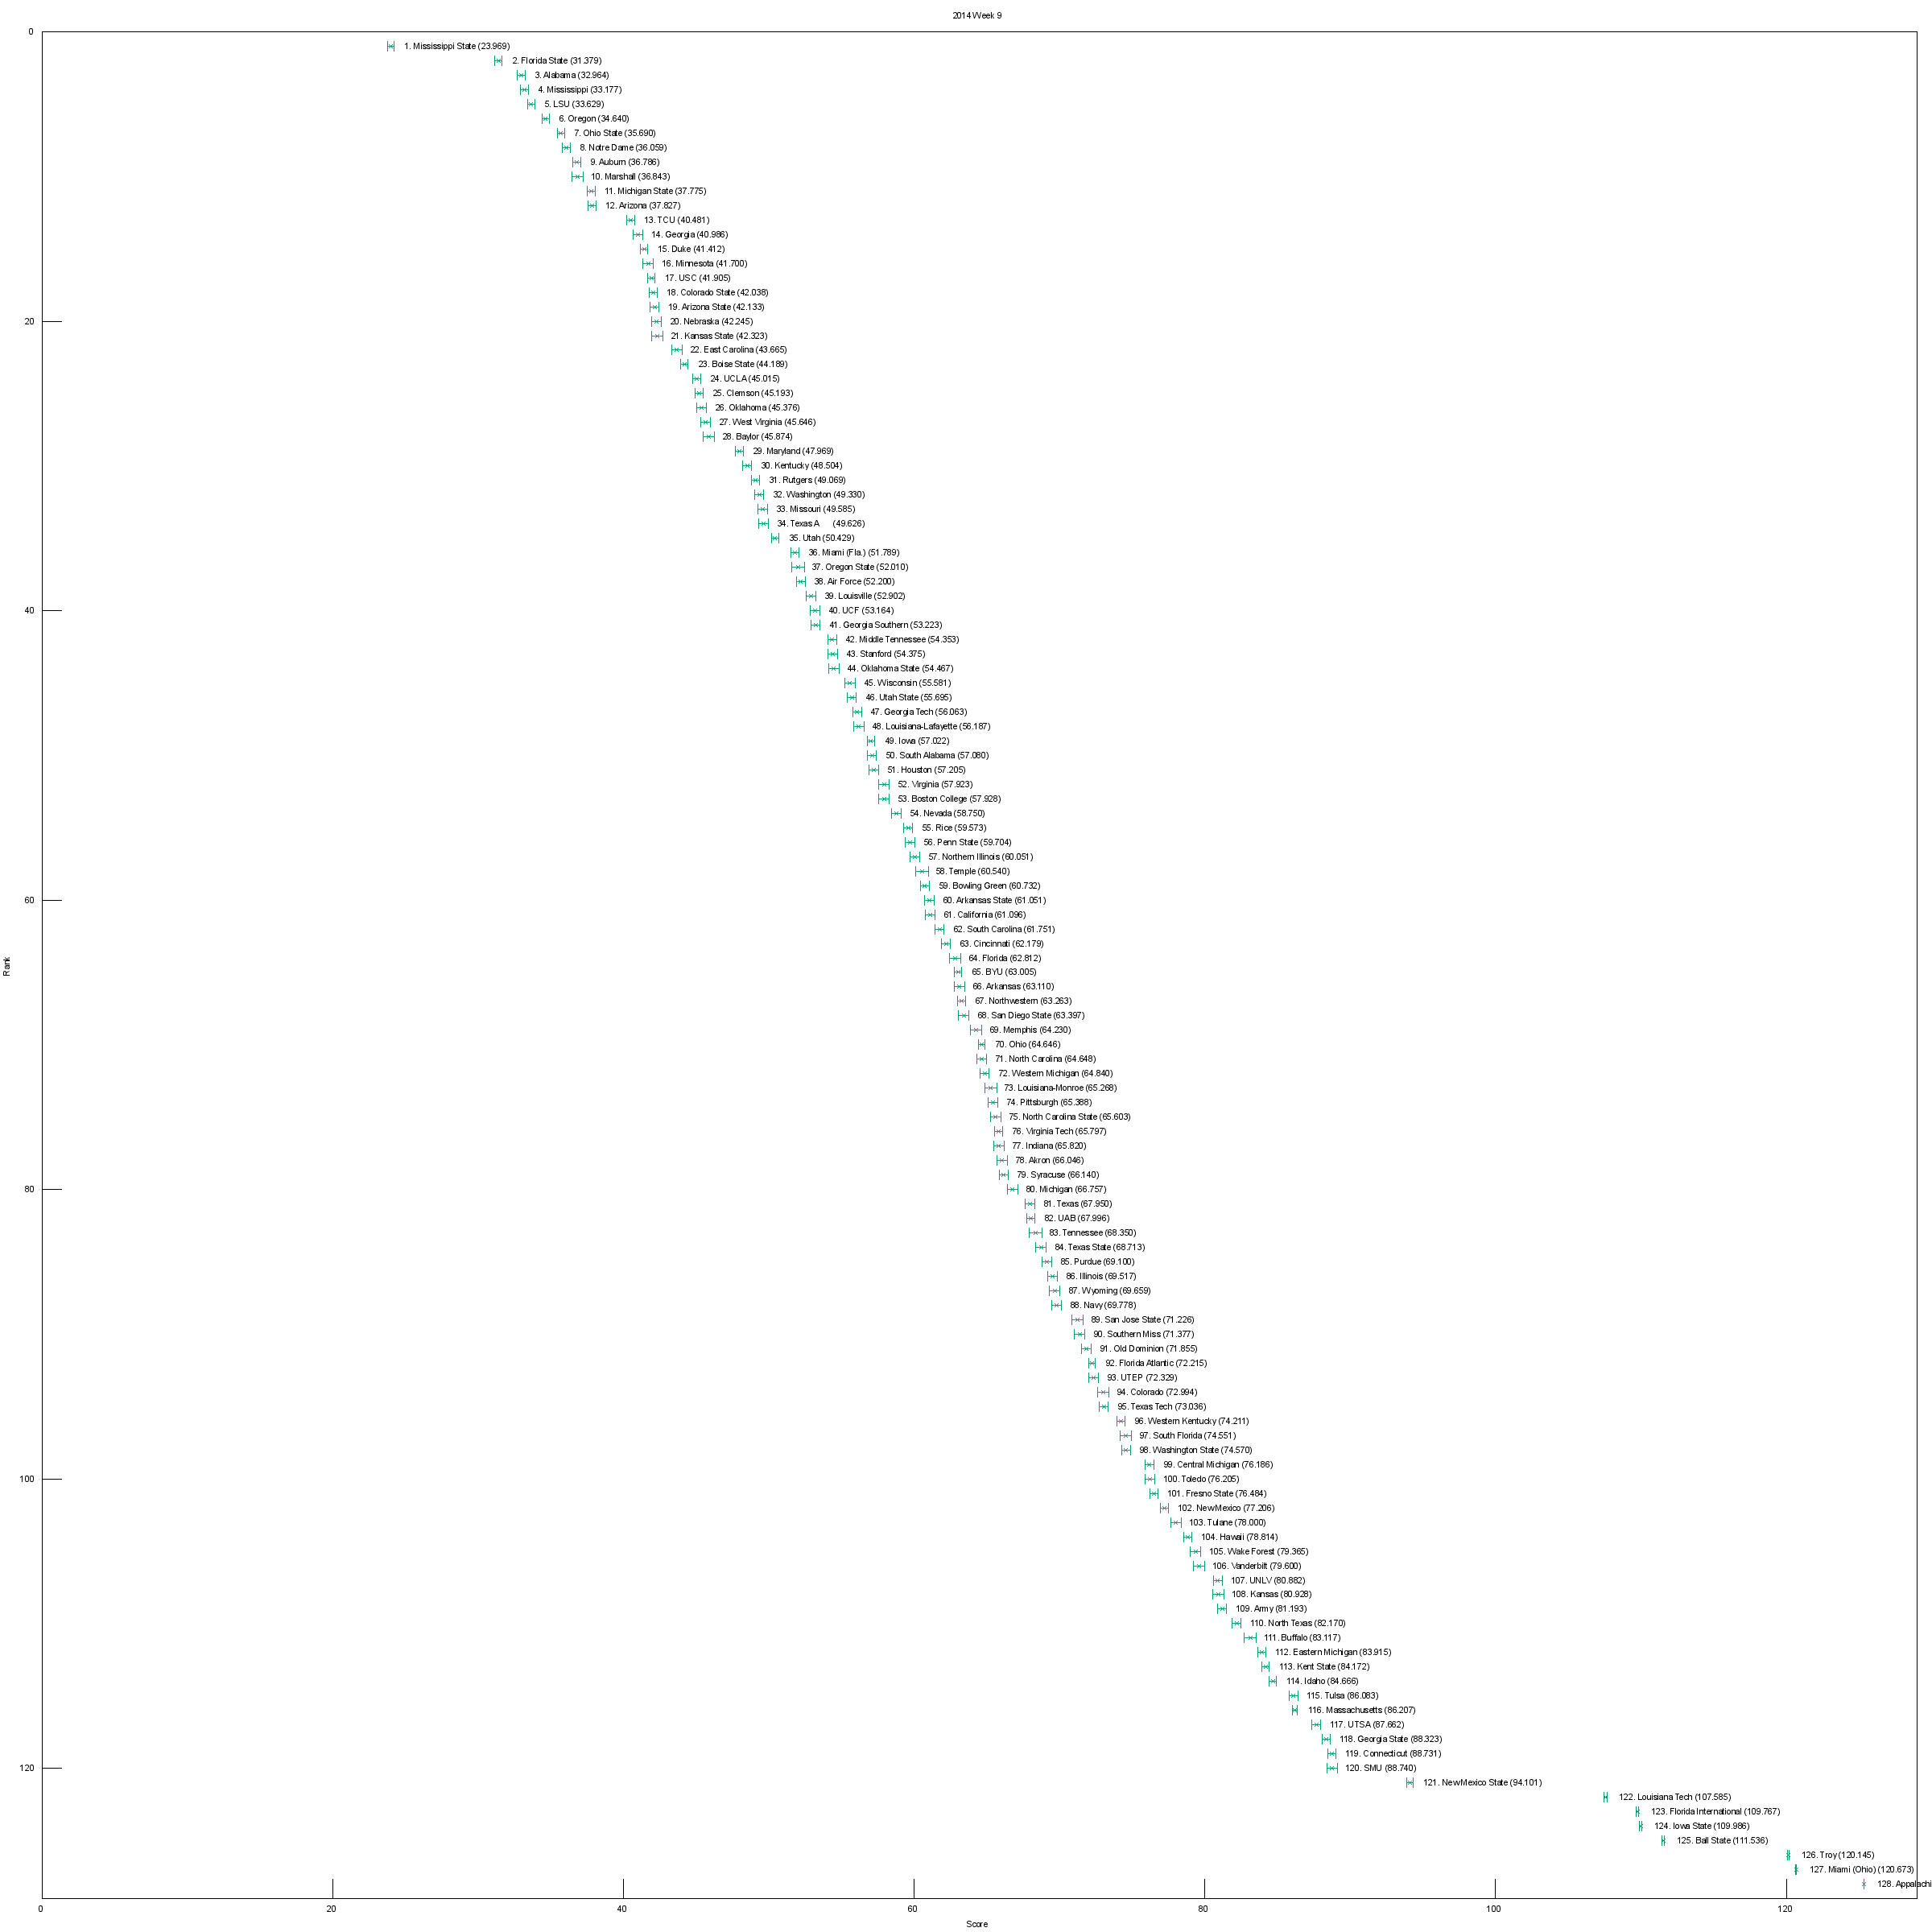 2014 Week 9
0
1. Mississippi State (23.969)
2. Florida State (31.379)
3. Alabama (32.964)
4. Mississippi (33.177)
5. LSU (33.629)
6. Oregon (34.640)
7. Ohio State (35.690)
8. Notre Dame (36.059)
9. Auburn (36.786)
10. Marshall (36.843)
11. Michigan State (37.775)
12. Arizona (37.827)
13. TCU (40.481)
14. Georgia (40.986)
15. Duke (41.412)
16. Minnesota (41.700)
17. USC (41.905)
18. Colorado State (42.038)
19. Arizona State (42.133)
20 20. Nebraska (42.245)
21. Kansas State (42.323)
22. East Carolina (43.665)
23. Boise State (44.189)
24. UCLA (45.015)
25. Clemson (45.193)
26. Oklahoma (45.376)
27. West Virginia (45.646)
28. Baylor (45.874)
29. Maryland (47.969)
30. Kentucky (48.504)
31. Rutgers (49.069)
32. Washington (49.330)
33. Missouri (49.585)
34. Texas A (49.626)
35. Utah (50.429)
36. Miami (Fla.) (51.789)
37. Oregon State (52.010)
38. Air Force (52.200)
39. Louisville (52.902)
40 40. UCF (53.164)
41. Georgia Southern (53.223)
42. Middle Tennessee (54.353)
43. Stanford (54.375)
44. Oklahoma State (54.467)
45. Wisconsin (55.581)
46. Utah State (55.695)
47. Georgia Tech (56.063)
48. Louisiana-Lafayette (56.187)
49. Iowa (57.022)
50. South Alabama (57.080)
51. Houston (57.205)
52. Virginia (57.923)
53. Boston College (57.928)
54. Nevada (58.750)
55. Rice (59.573)
56. Penn State (59.704)
57. Northern Illinois (60.051)
58. Temple (60.540)
59. Bowling Green (60.732)
60 60. Arkansas State (61.051)
61. California (61.096)
62. South Carolina (61.751)
63. Cincinnati (62.179)
64. Florida (62.812)
Rank
65. BYU (63.005)
66. Arkansas (63.110)
67. Northwestern (63.263)
68. San Diego State (63.397)
69. Memphis (64.230)
70. Ohio (64.646)
71. North Carolina (64.648)
72. Western Michigan (64.840)
73. Louisiana-Monroe (65.268)
74. Pittsburgh (65.388)
75. North Carolina State (65.603)
76. Virginia Tech (65.797)
77. Indiana (65.820)
78. Akron (66.046)
79. Syracuse (66.140)
80 80. Michigan (66.757)
81. Texas (67.950)
82. UAB (67.996)
83. Tennessee (68.350)
84. Texas State (68.713)
85. Purdue (69.100)
86. Illinois (69.517)
87. Wyoming (69.659)
88. Navy (69.778)
89. San Jose State (71.226)
90. Southern Miss (71.377)
91. Old Dominion (71.855)
92. Florida Atlantic (72.215)
93. UTEP (72.329)
94. Colorado (72.994)
95. Texas Tech (73.036)
96. Western Kentucky (74.211)
97. South Florida (74.551)
98. Washington State (74.570)
99. Central Michigan (76.186)
100 100. Toledo (76.205)
101. Fresno State (76.484)
102. New Mexico (77.206)
103. Tulane (78.000)
104. Hawaii (78.814)
105. Wake Forest (79.365)
106. Vanderbilt (79.600)
107. UNLV (80.882)
108. Kansas (80.928)
109. Army (81.193)
110. North Texas (82.170)
111. Buffalo (83.117)
112. Eastern Michigan (83.915)
113. Kent State (84.172)
114. Idaho (84.666)
115. Tulsa (86.083)
116. Massachusetts (86.207)
117. UTSA (87.662)
118. Georgia State (88.323)
119. Connecticut (88.731)
120 120. SMU (88.740)
121. New Mexico State (94.101)
122. Louisiana Tech (107.585)
123. Florida International (109.767)
124. Iowa State (109.986)
125. Ball State (111.536)
126. Troy (120.145)
127. Miami (Ohio) (120.673)
128. Appalachi
0 20 40 60 80 100 120
Score